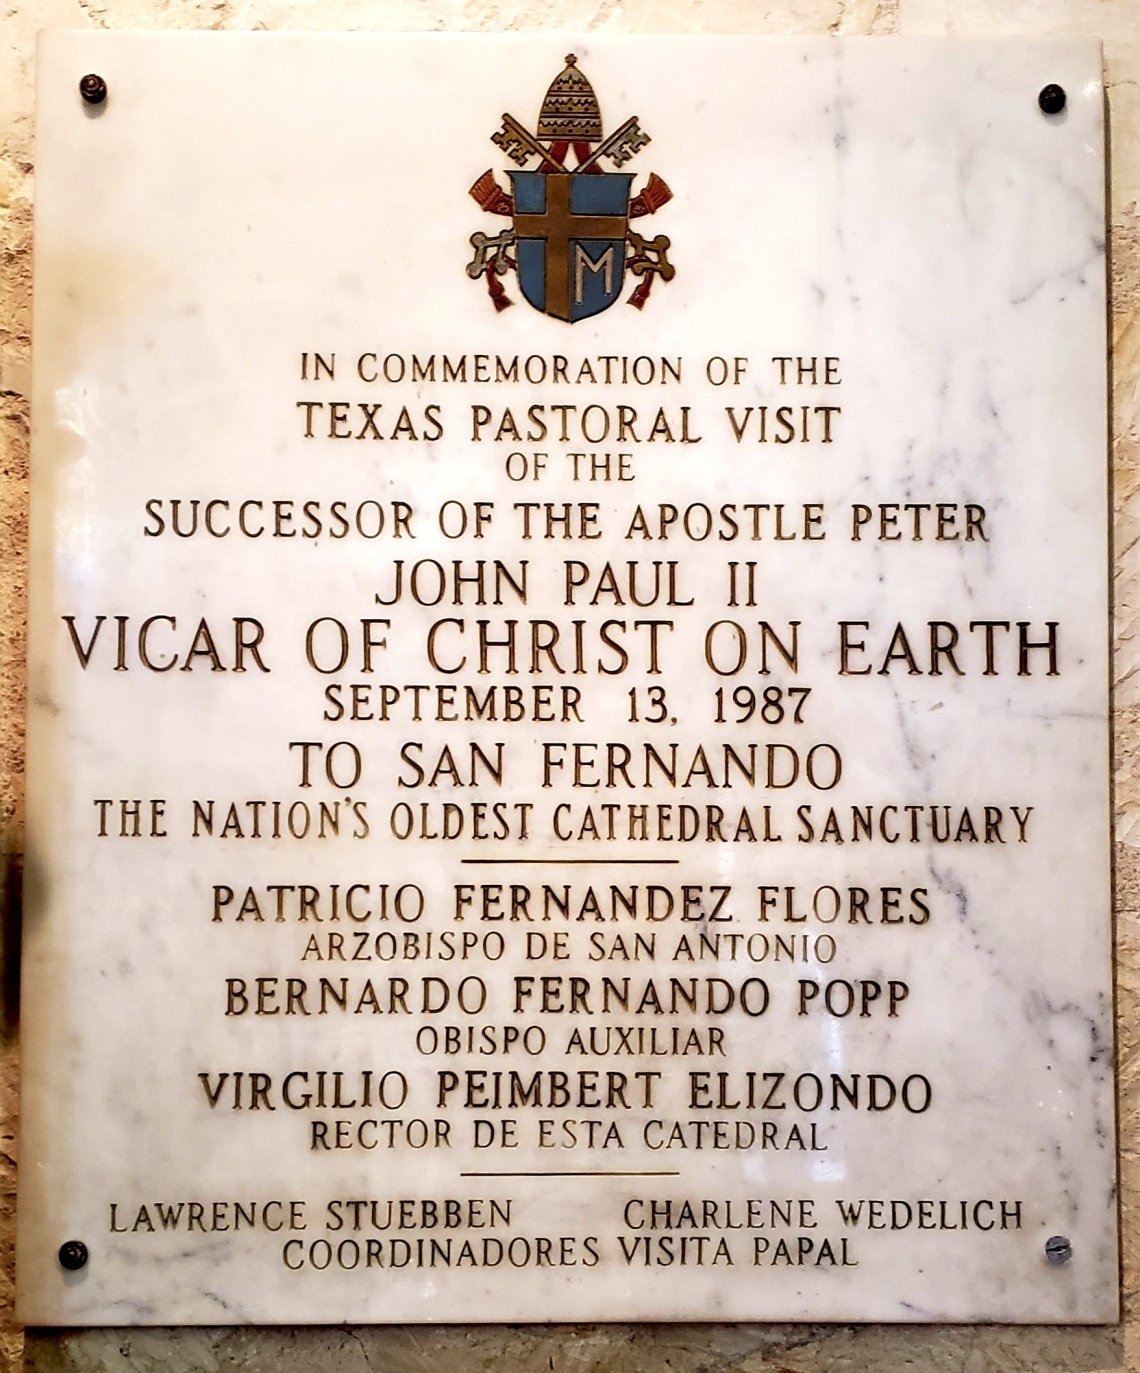 M
IN COMMEMORATION OF THE
TEXAS PASTORAL VISIT
OF THE
SUCCESSOR OF THE APOSTLE PETER
JOHN PAUL II
VICAR OF CHRIST ON EARTH
SEPTEMBER 13, 1987
TO SAN FERNANDO
THE NATION'S OLDEST CATHEDRAL SANCTUARY
PATRICIO FERNANDEZ FLORES
ARZOBISPO DE SAN ANTONIO
BERNARDO FERNANDO POPP
OBISPO AUXILIAR
VIRGILIO PEIMBERT ELIZONDO
RECTOR DE ESTA CATEDRAL
LAWRENCE STUEBBEN CHARLENE WEDELICH
COORDINADORES VISITA PAPAL